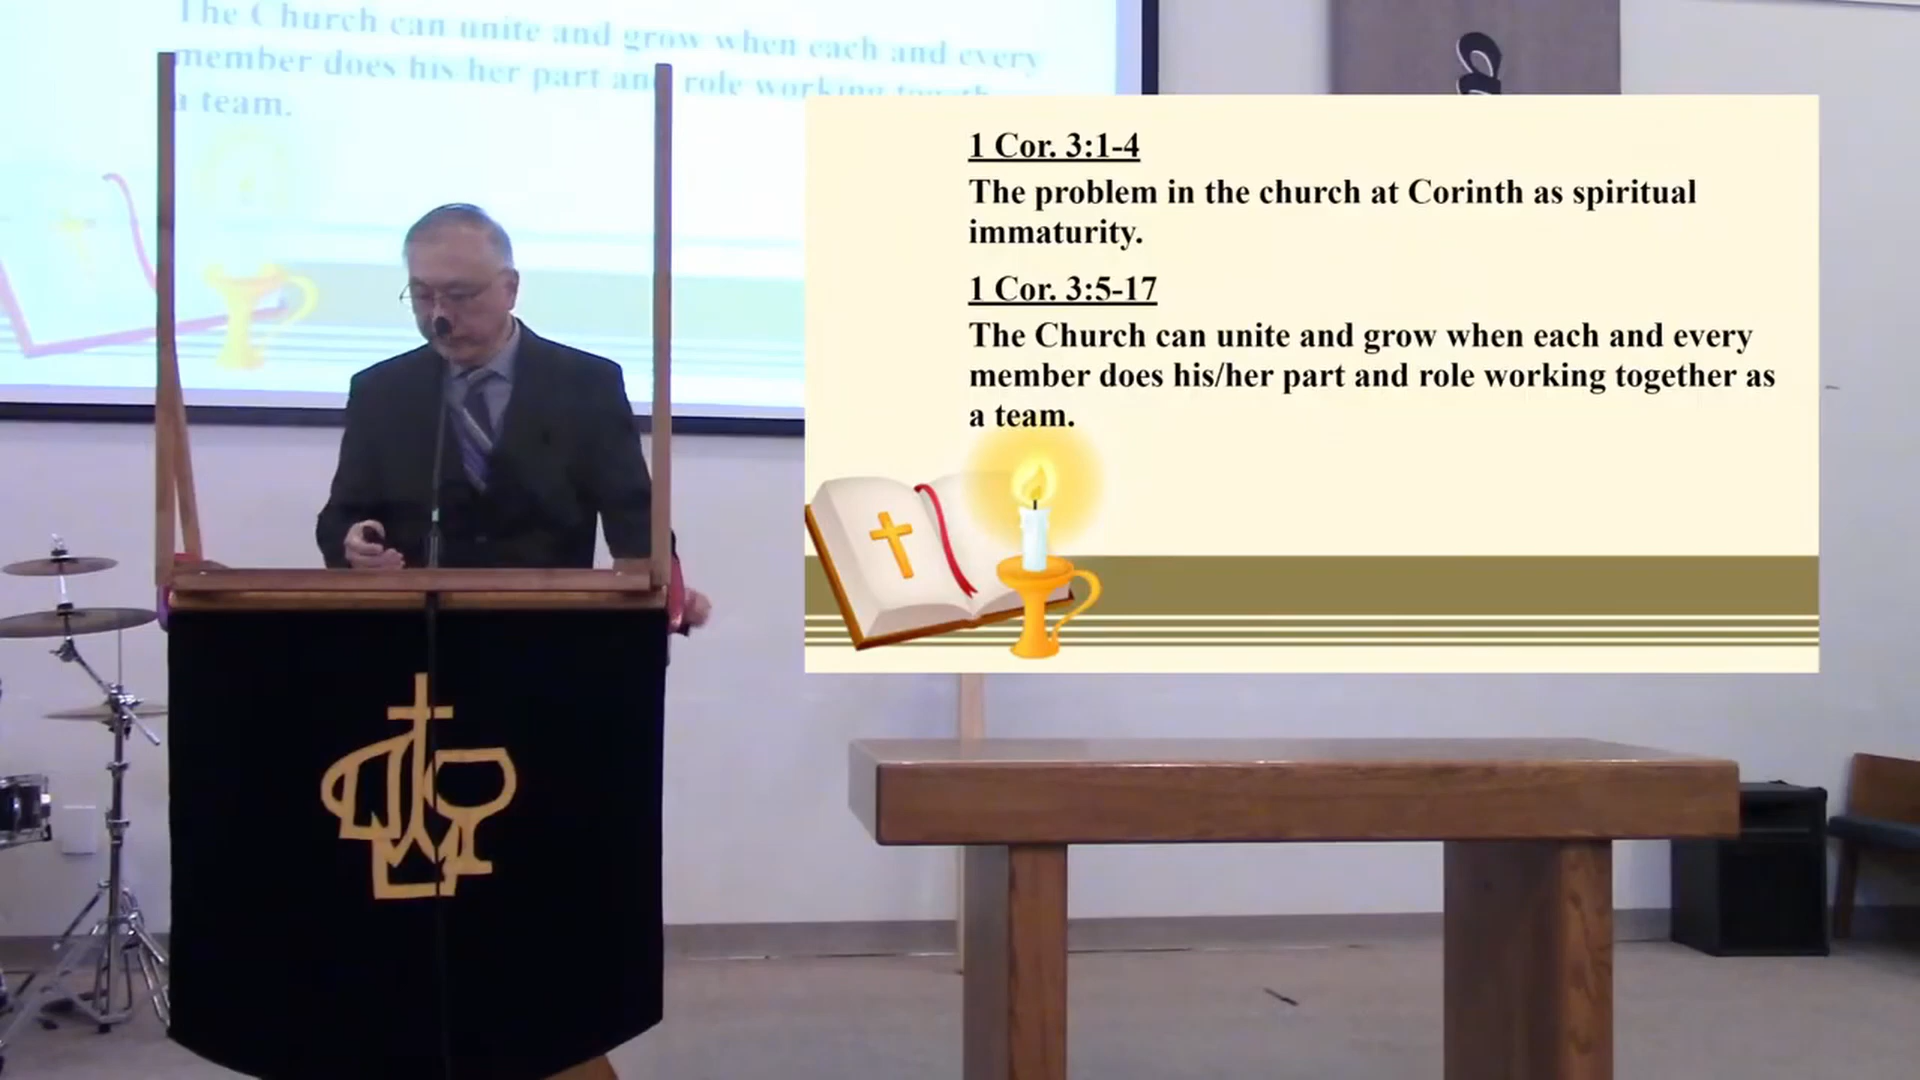 The Church can unite and grow when each and every
member does his/her part and role working together
a team.
1 Cor. 3:1-4
The problem in the church at Corinth as spiritual
immaturity.
1 Cor. 3:5-17
The Church can unite and grow when each and every
member does his/her part and role working together as
a team.